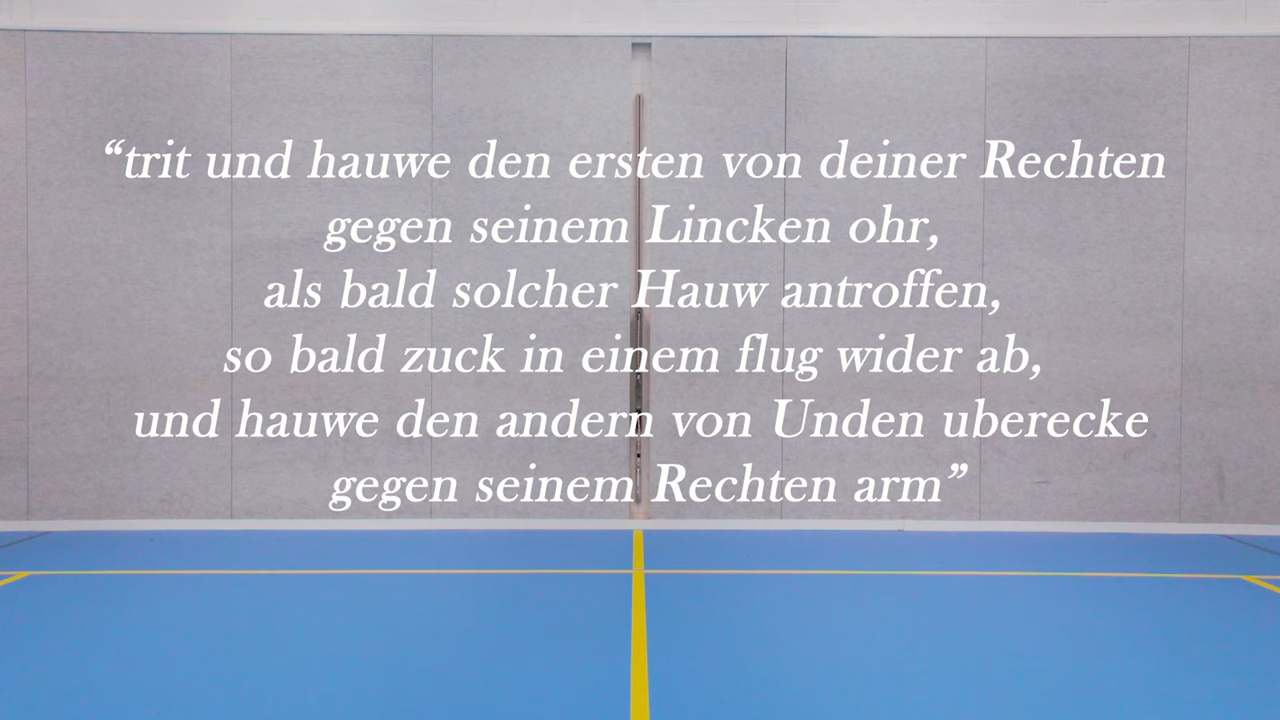 “trit und hauwe den ersten von deiner Rechten
gegen seinem Lincken ohr,
als bald solcher Hauw antroffen,
so bald zuck in einem flug wider ab,
und hauwe den andern von Unden uberecke
gegen seinem Rechten arm”